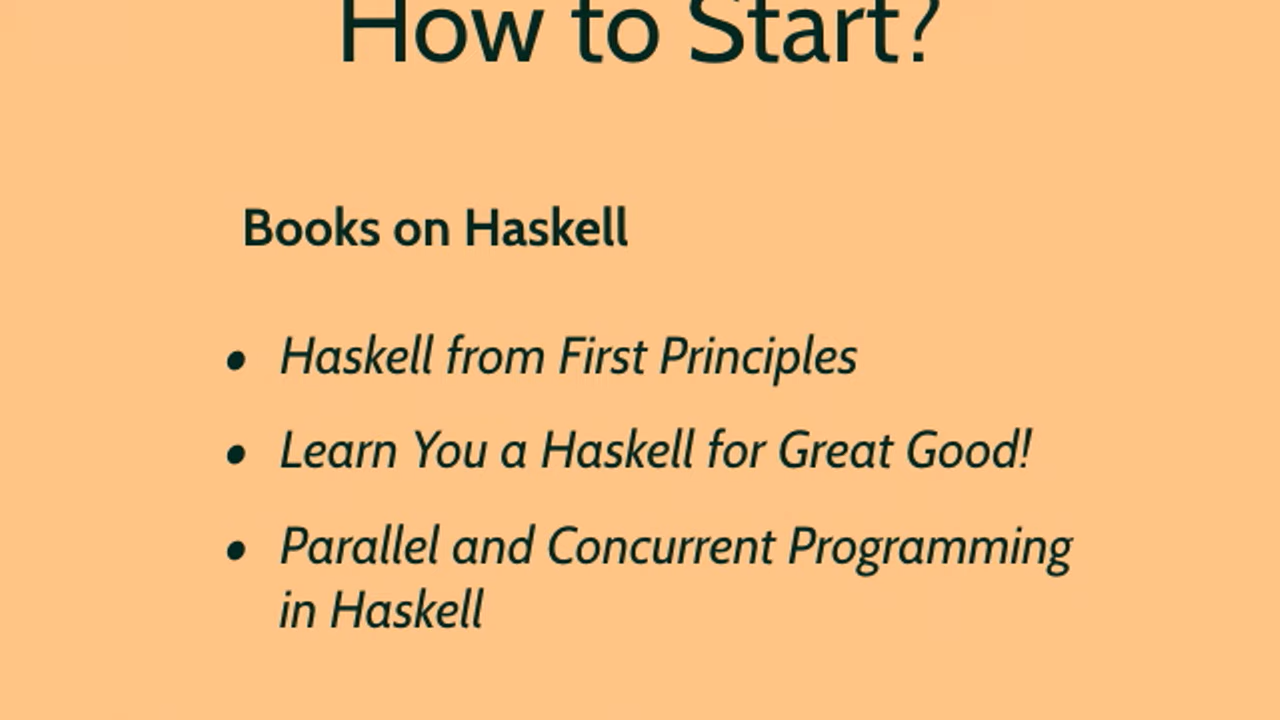 How to Start?
Books on Haskell
• Haskell from First Principles
• Learn You a Haskell for Great Good!
• Parallel and Concurrent Programming
in Haskell